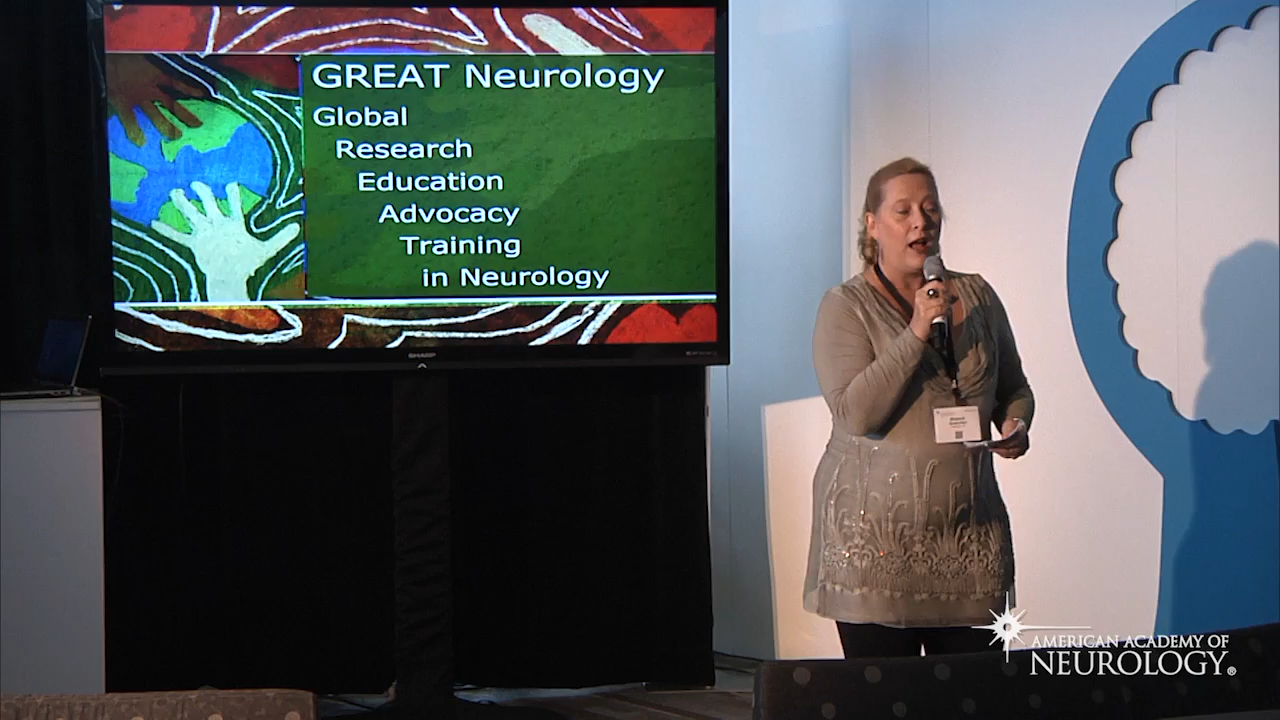 GREAT Neurology
Global
Research
Education
Advocacy
Training
in Neurology
SHARP
AMERICAN ACADEMY OF
NEUROLOGY®